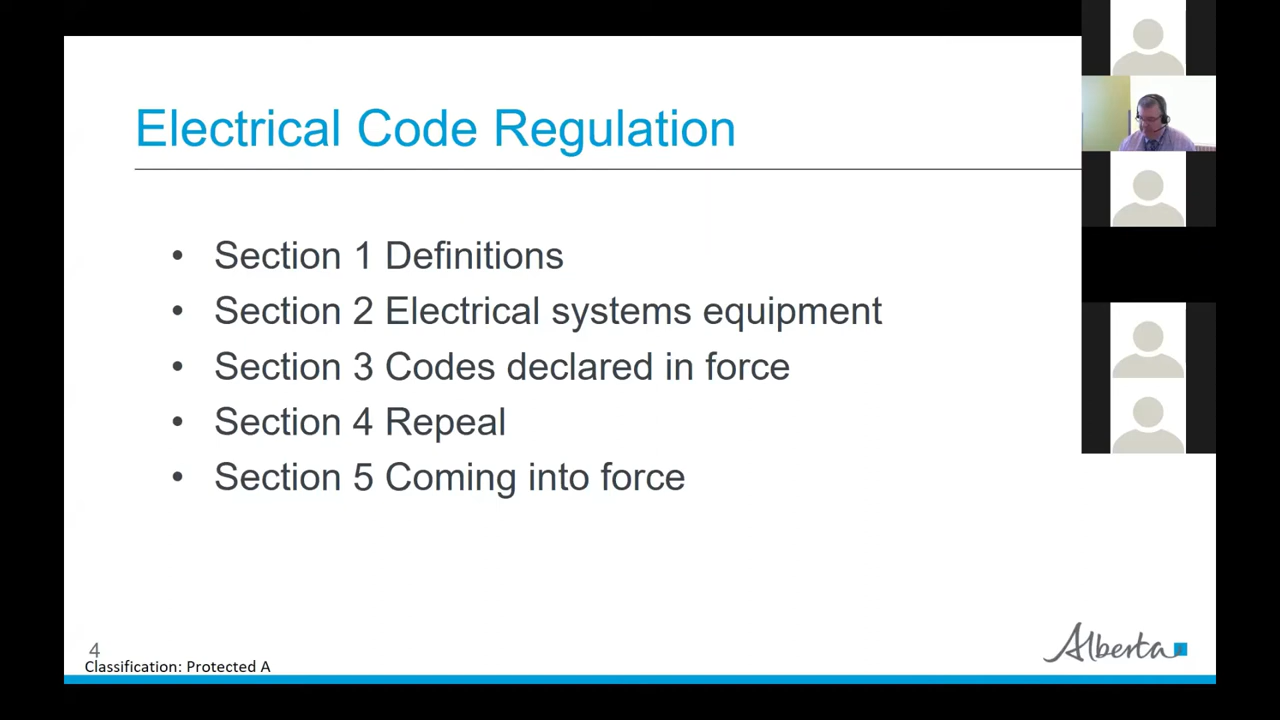 Electrical Code Regulation
• Section 1 Definitions
• Section 2 Electrical systems equipment
• Section 3 Codes declared in force
• Section 4 Repeal
• Section 5 Coming into force
4
Classification: Protected A
Alberta